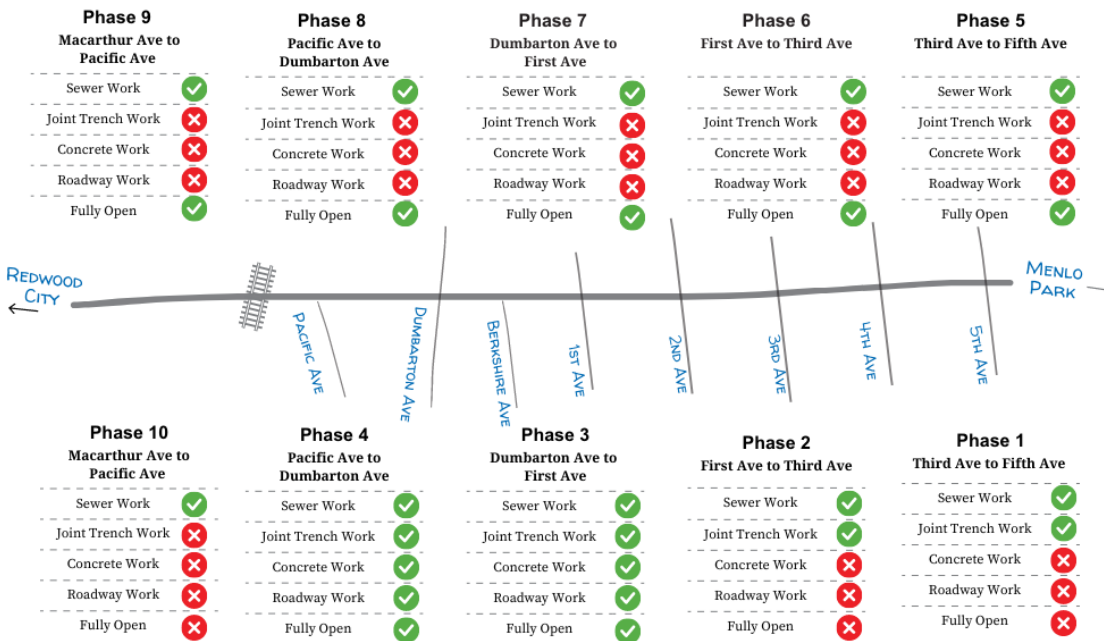 Phase 9
Macarthur Ave to
Pacific Ave
Sewer Work
Joint Trench Work
Concrete Work
Roadway Work
Fully Open
Phase 8
Pacific Ave to
Dumbarton Ave
Sewer Work
Joint Trench Work
Concrete Work
Roadway Work
Fully Open
Phase 7
Dumbarton Ave to
First Ave
Sewer Work
Joint Trench Work
Concrete Work
Roadway Work
Fully Open
Phase 6
First Ave to Third Ave
Sewer Work
Joint Trench Work
Concrete Work
Roadway Work
Fully Open
Phase 5
Third Ave to Fifth Ave
Sewer Work
Joint Trench Work
Concrete Work
Roadway Work
Fully Open
Redwood
City
Pacific Ave
Dumbarton Ave
Berkshire Ave
1st Ave
2nd Ave
3rd Ave
4th Ave
5th Ave
Menlo
Park
Phase 10
Macarthur Ave to
Pacific Ave
Sewer Work
Joint Trench Work
Concrete Work
Roadway Work
Fully Open
Phase 4
Pacific Ave to
Dumbarton Ave
Sewer Work
Joint Trench Work
Concrete Work
Roadway Work
Fully Open
Phase 3
Dumbarton Ave to
First Ave
Sewer Work
Joint Trench Work
Concrete Work
Roadway Work
Fully Open
Phase 2
First Ave to Third Ave
Sewer Work
Joint Trench Work
Concrete Work
Roadway Work
Fully Open
Phase 1
Third Ave to Fifth Ave
Sewer Work
Joint Trench Work
Concrete Work
Roadway Work
Fully Open